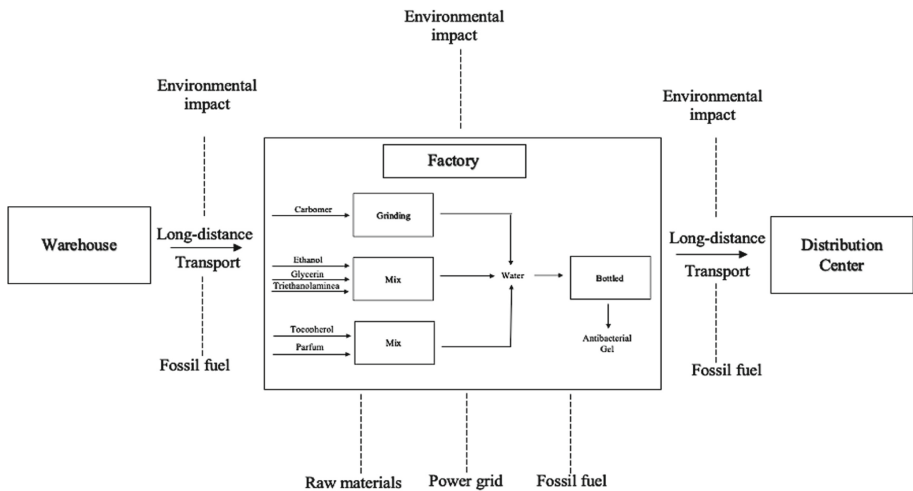 Environmental
impact
Environmental
impact
Environmental
impact
Factory
Carbomer
Grinding
Warehouse
Long-distance
Transport
Ethanol
Glycerin
Triethanolaminea
Mix
Water
Bottled
Long-distance
Transport
Distribution
Center
Tocopherol
Parfum
Mix
Antibacterial
Gel
Fossil fuel
Fossil fuel
Raw materials
Power grid
Fossil fuel